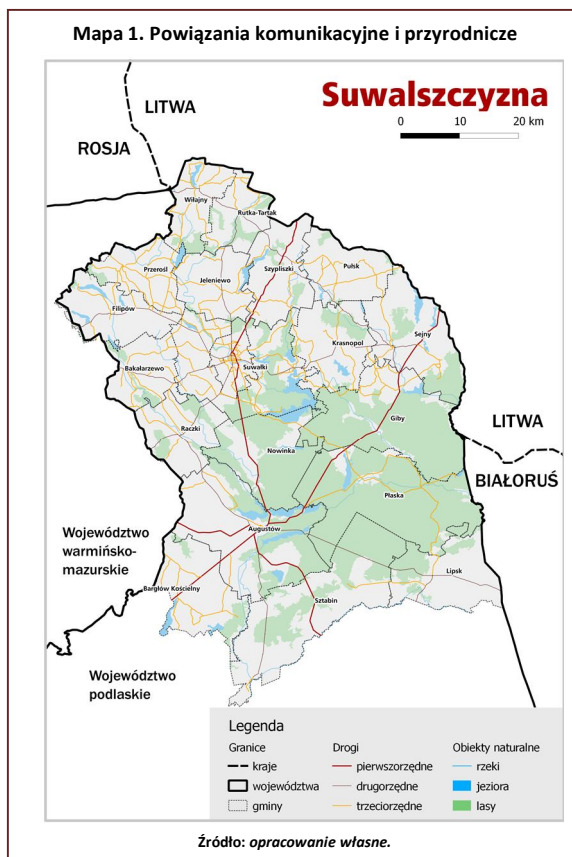 Mapa 1. Powiązania komunikacyjne i przyrodnicze
Suwalszczyzna
0 10 20 km
LITWA
ROSJA
Wiżajny
Rutka-Tartak
Przerośl
Jeleniewo
Szypliszki
Puńsk
Filipów
Krasnopol
Sejny
Bakałarzewo
Suwałki
Raczki
Giby
Nowinka
LITWA
BIAŁORUŚ
Płaska
Województwo
warmińsko-
mazurskie
Augustów
Lipsk
Bargłów Kościelny
Sztabin
Województwo
podlaskie
Legenda
Granice
kraje
województwa
gminy
Drogi
pierwszorzędne
drugorzędne
trzeciorzędne
Obiekty naturalne
rzeki
jeziora
lasy
Źródło: opracowanie własne.